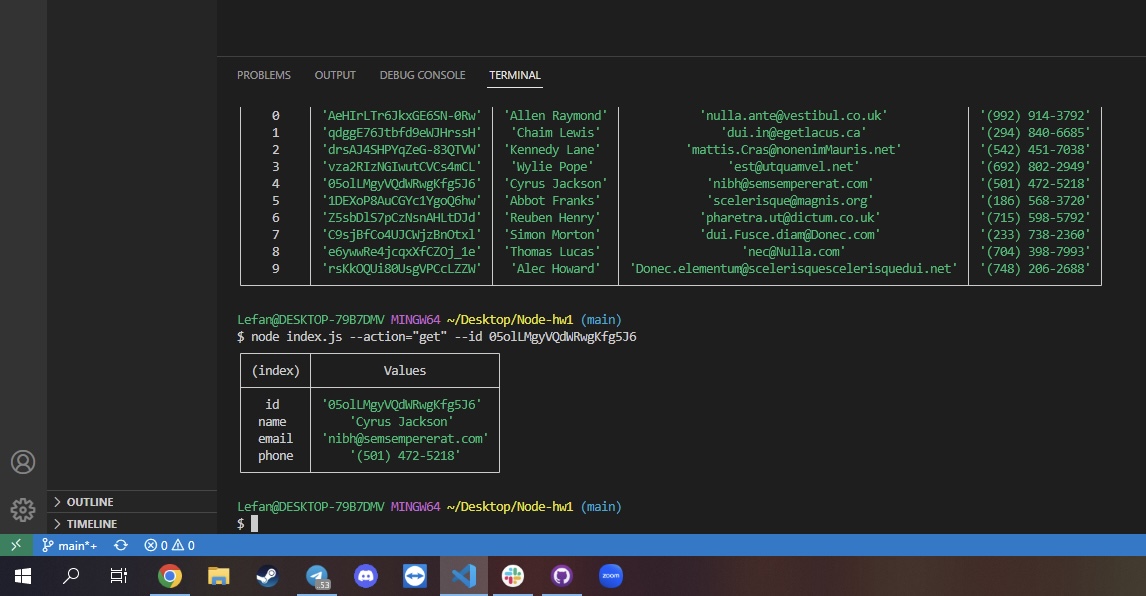 PROBLEMS OUTPUT DEBUG CONSOLE TERMINAL
0 'AeHIrLTr6JkxGE6SN-0Rw' 'Allen Raymond' 'nulla.ante@vestibul.co.uk' '(992) 914-3792'
1 'qdggE76Jtbfd9eWJHrssH' 'Chaim Lewis' 'dui.in@egetlacus.ca' '(294) 840-6685'
2 'drsAJ4SHPYqZeG-83QTVW' 'Kennedy Lane' 'mattis.Cras@nonenimMauris.net' '(542) 451-7038'
3 'vza2RIzNGIwutCVCs4mCL' 'Wylie Pope' 'est@utquamvel.net' '(692) 802-2949'
4 '05olLMgyVQdWRwgKfg5J6' 'Cyrus Jackson' 'nibh@semsempererat.com' '(501) 472-5218'
5 '1DEXoP8AuCGYc1YgoQ6hw' 'Abbot Franks' 'scelerisque@magnis.org' '(186) 568-3720'
6 'Z5sbDlS7pCzNsnAHLtDJd' 'Reuben Henry' 'pharetra.ut@dictum.co.uk' '(715) 598-5792'
7 'C9sjBfCo4UJCWjzBnOtxl' 'Simon Morton' 'dui.Fusce.diam@Donec.com' '(233) 738-2360'
8 'e6ywwRe4jcqxXfCZOj_1e' 'Thomas Lucas' 'nec@Nulla.com' '(704) 398-7993'
9 'rsKkOQUi80UsgVPCcLZZW' 'Alec Howard' 'Donec.elementum@scelerisquescelerisquedui.net' '(748) 206-2688'
Lefan@DESKTOP-79B7DMV MINGW64 ~/Desktop/Node-hw1 (main)
$ node index.js --action="get" --id 05olLMgyVQdWRwgKfg5J6
(index) Values
id '05olLMgyVQdWRwgKfg5J6'
name 'Cyrus Jackson'
email 'nibh@semsempererat.com'
phone '(501) 472-5218'
Lefan@DESKTOP-79B7DMV MINGW64 ~/Desktop/Node-hw1 (main)
$
OUTLINE
TIMELINE
main*+ 0 0
53
zoom